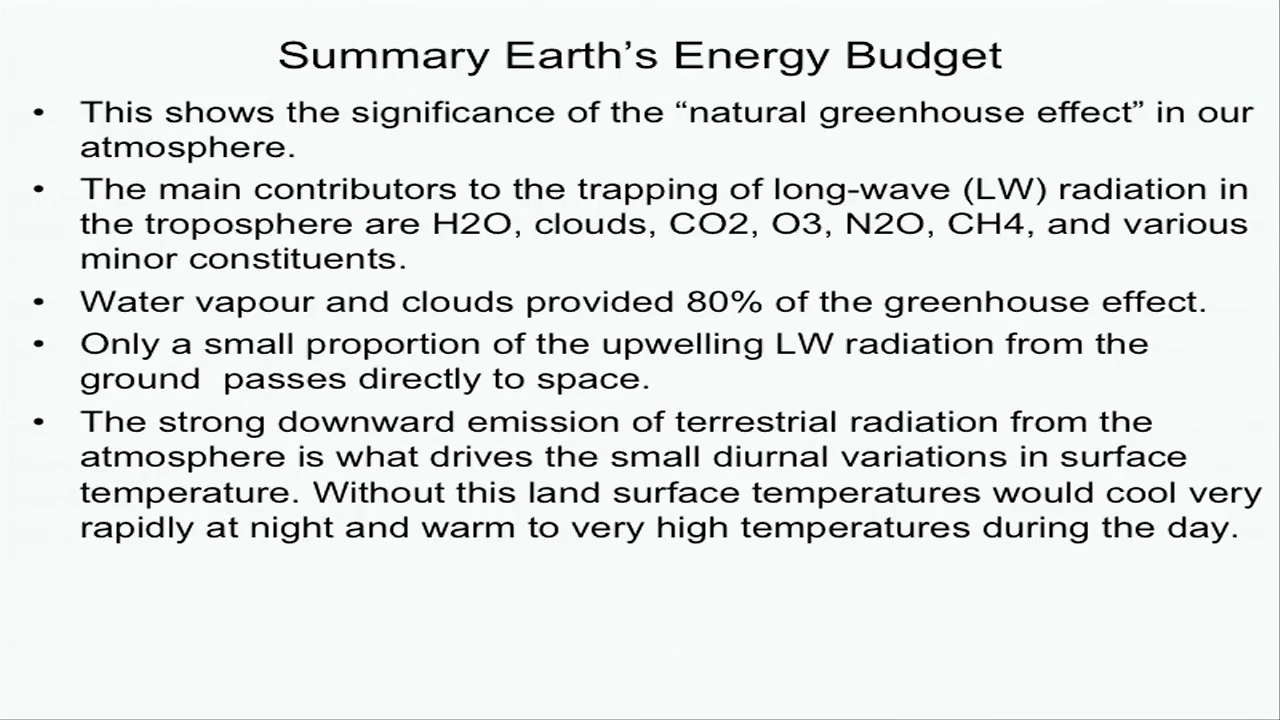 Summary Earth’s Energy Budget
• This shows the significance of the “natural greenhouse effect” in our
atmosphere.
• The main contributors to the trapping of long-wave (LW) radiation in
the troposphere are H2O, clouds, CO2, O3, N2O, CH4, and various
minor constituents.
• Water vapour and clouds provided 80% of the greenhouse effect.
• Only a small proportion of the upwelling LW radiation from the
ground  passes directly to space.
• The strong downward emission of terrestrial radiation from the
atmosphere is what drives the small diurnal variations in surface
temperature. Without this land surface temperatures would cool very
rapidly at night and warm to very high temperatures during the day.